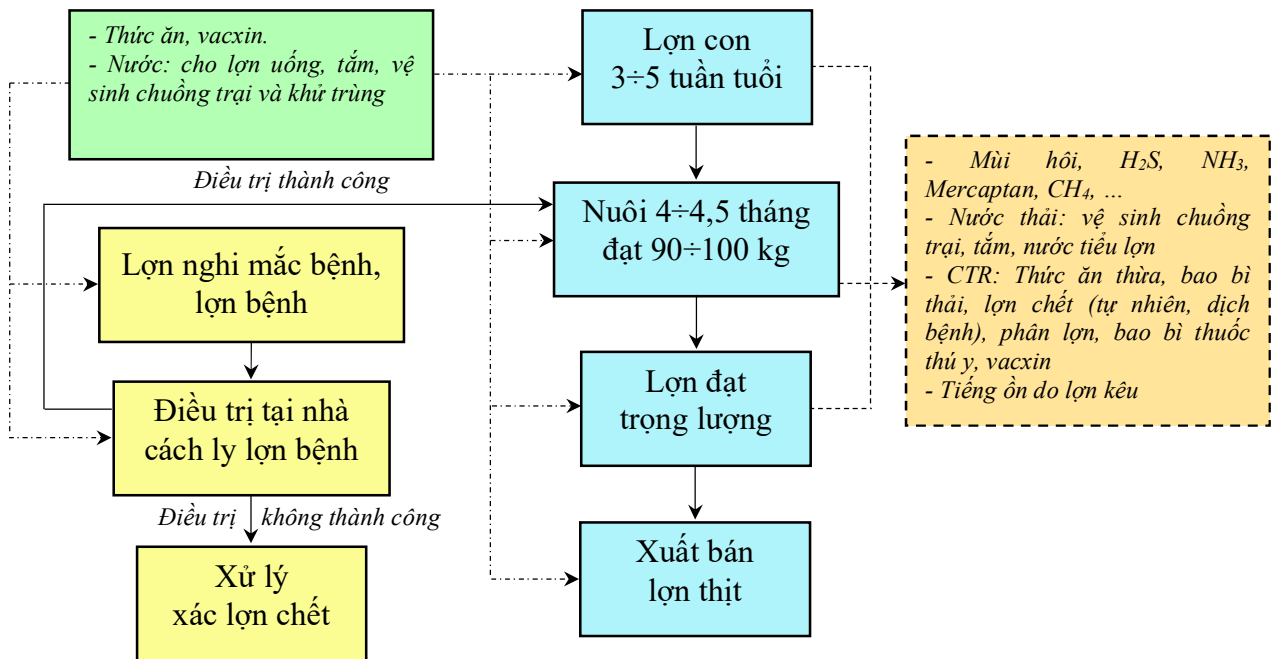 - Thức ăn, vacxin.
- Nước: cho lợn uống, tắm, vệ
sinh chuồng trại và khử trùng
Lợn con
3÷5 tuần tuổi
Điều trị thành công
Nuôi 4÷4,5 tháng
đạt 90÷100 kg
- Mùi hôi, H₂S, NH₃,
Mercaptan, CH₄, ...
- Nước thải: vệ sinh chuồng
trại, tắm, nước tiểu lợn
- CTR: Thức ăn thừa, bao bì
thải, lợn chết (tự nhiên, dịch
bệnh), phân lợn, bao bì thuốc
thú y, vacxin
- Tiếng ồn do lợn kêu
Lợn nghi mắc bệnh,
lợn bệnh
Lợn đạt
trọng lượng
Điều trị tại nhà
cách ly lợn bệnh
Điều trị không thành công
Xuất bán
lợn thịt
Xử lý
xác lợn chết